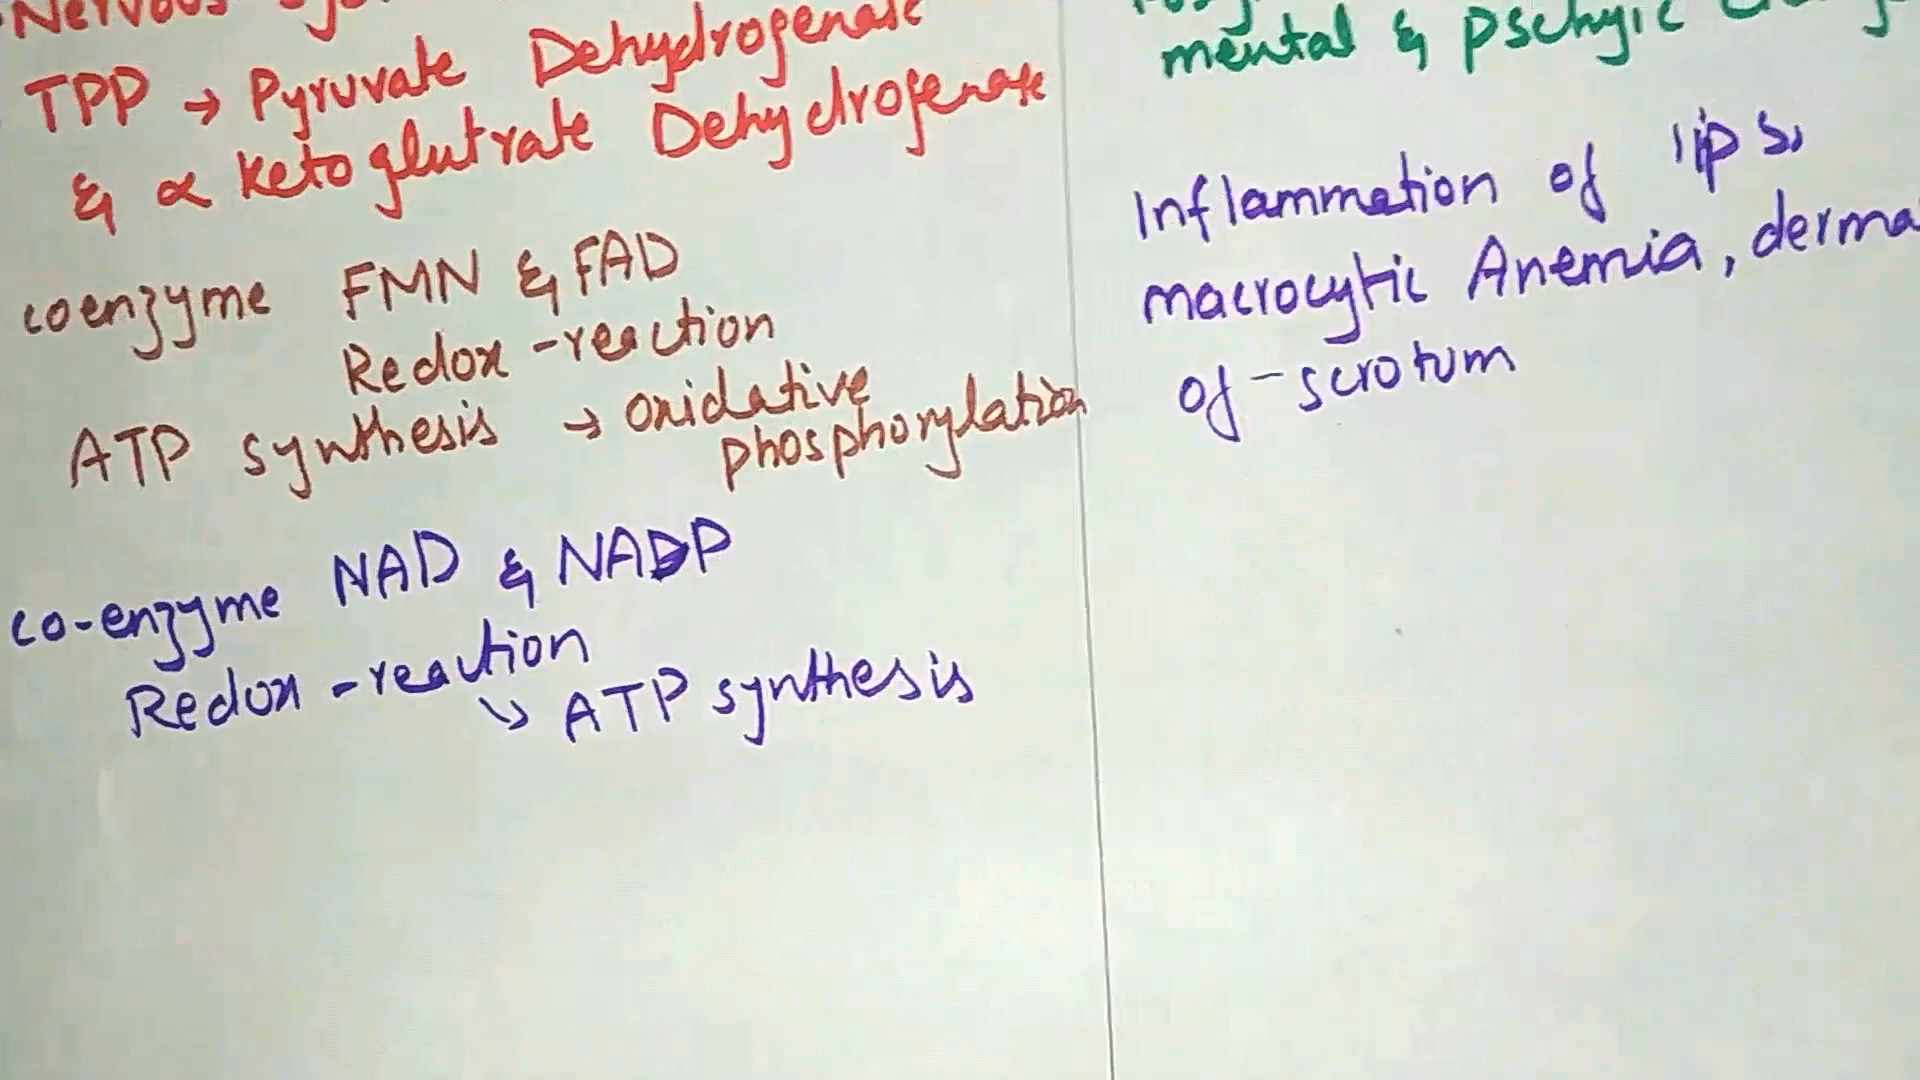 Nervous
TPP → Pyruvate Dehydrogenase
& α Ketoglutrate Dehydrogenase
coenzyme FMN & FAD
Redox-reaction
ATP synthesis → oxidative
phosphorylation
co-enzyme NAD & NADP
Redox-reaction
↘ ATP synthesis
mental & Pschyic
Inflammation of lips,
macrocytic Anemia, derma
of-scrotum